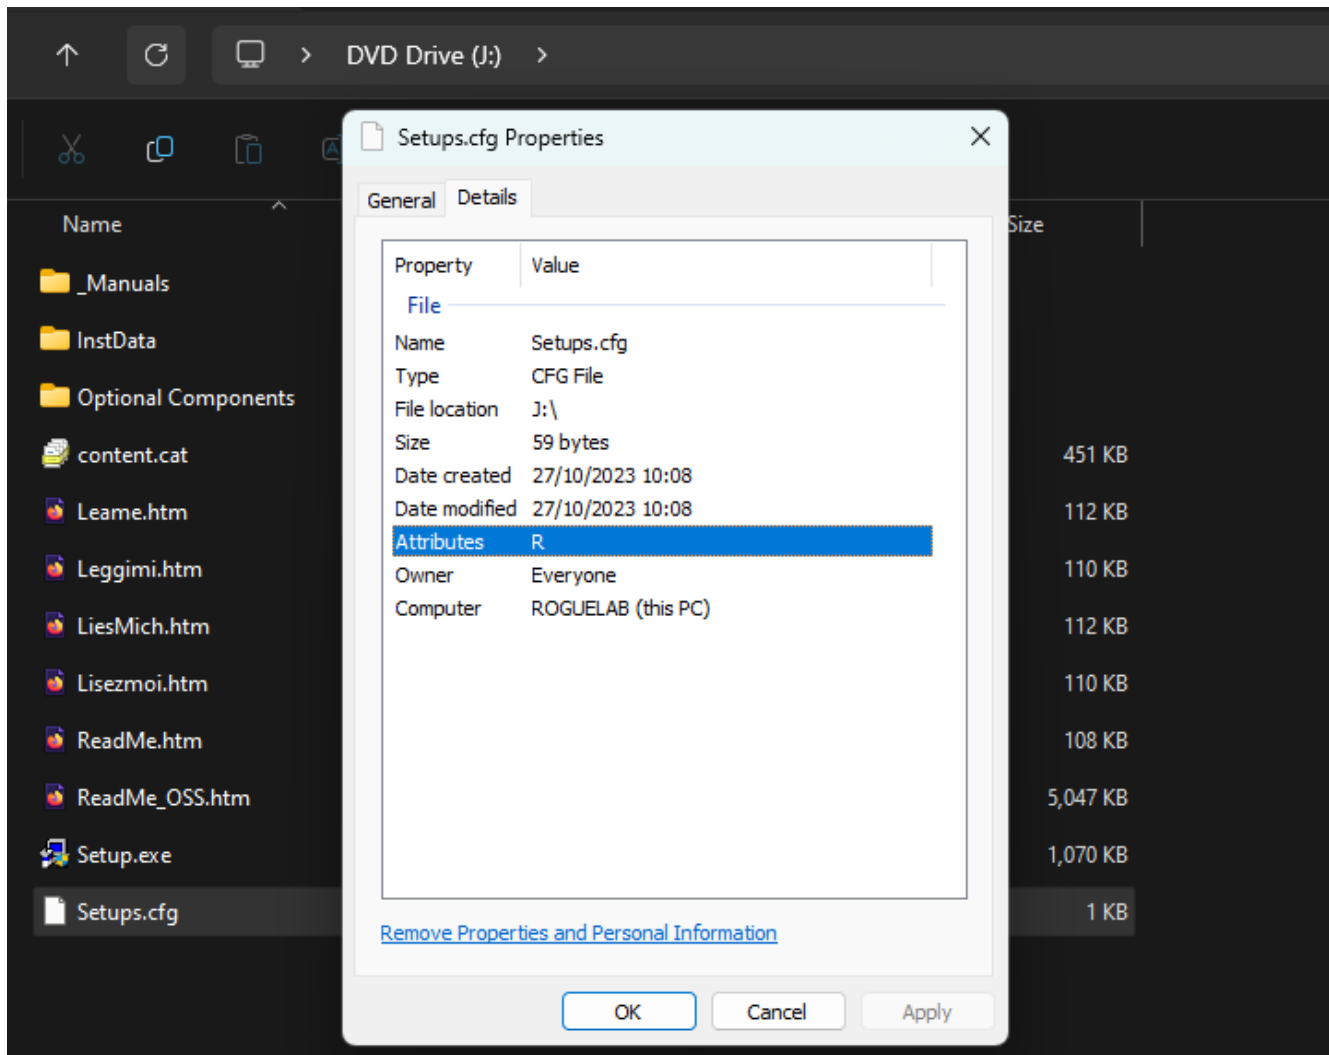 DVD Drive (J:)
Setups.cfg Properties
General Details
Name
Size
Property Value
File
Name Setups.cfg
Type CFG File
File location J:\
Size 59 bytes
Date created 27/10/2023 10:08
Date modified 27/10/2023 10:08
Attributes R
Owner Everyone
Computer ROGUELAB (this PC)
Remove Properties and Personal Information
OK Cancel Apply
_Manuals
InstData
Optional Components
content.cat 451 KB
Leame.htm 112 KB
Leggimi.htm 110 KB
LiesMich.htm 112 KB
Lisezmoi.htm 110 KB
ReadMe.htm 108 KB
ReadMe_OSS.htm 5,047 KB
Setup.exe 1,070 KB
Setups.cfg 1 KB